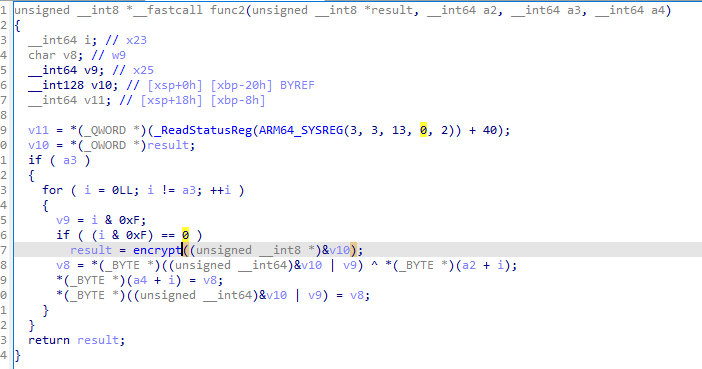 1 unsigned __int8 *__fastcall func2(unsigned __int8 *result, __int64 a2, __int64 a3, __int64 a4)
2 {
3 __int64 i; // x23
4 char v8; // w9
5 __int64 v9; // x25
6 __int128 v10; // [xsp+0h] [xbp-20h] BYREF
7 __int64 v11; // [xsp+18h] [xbp-8h]
8
9 v11 = *(_QWORD *)(_ReadStatusReg(ARM64_SYSREG(3, 3, 13, 0, 2)) + 40);
0 v10 = *(_OWORD *)result;
1 if ( a3 )
2 {
3 for ( i = 0LL; i != a3; ++i )
4 {
5 v9 = i & 0xF;
6 if ( (i & 0xF) == 0 )
7 result = encrypt((unsigned __int8 *)&v10);
8 v8 = *(_BYTE *)((unsigned __int64)&v10 | v9) ^ *(_BYTE *)(a2 + i);
9 *(_BYTE *)(a4 + i) = v8;
0 *(_BYTE *)((unsigned __int64)&v10 | v9) = v8;
1 }
2 }
3 return result;
4 }